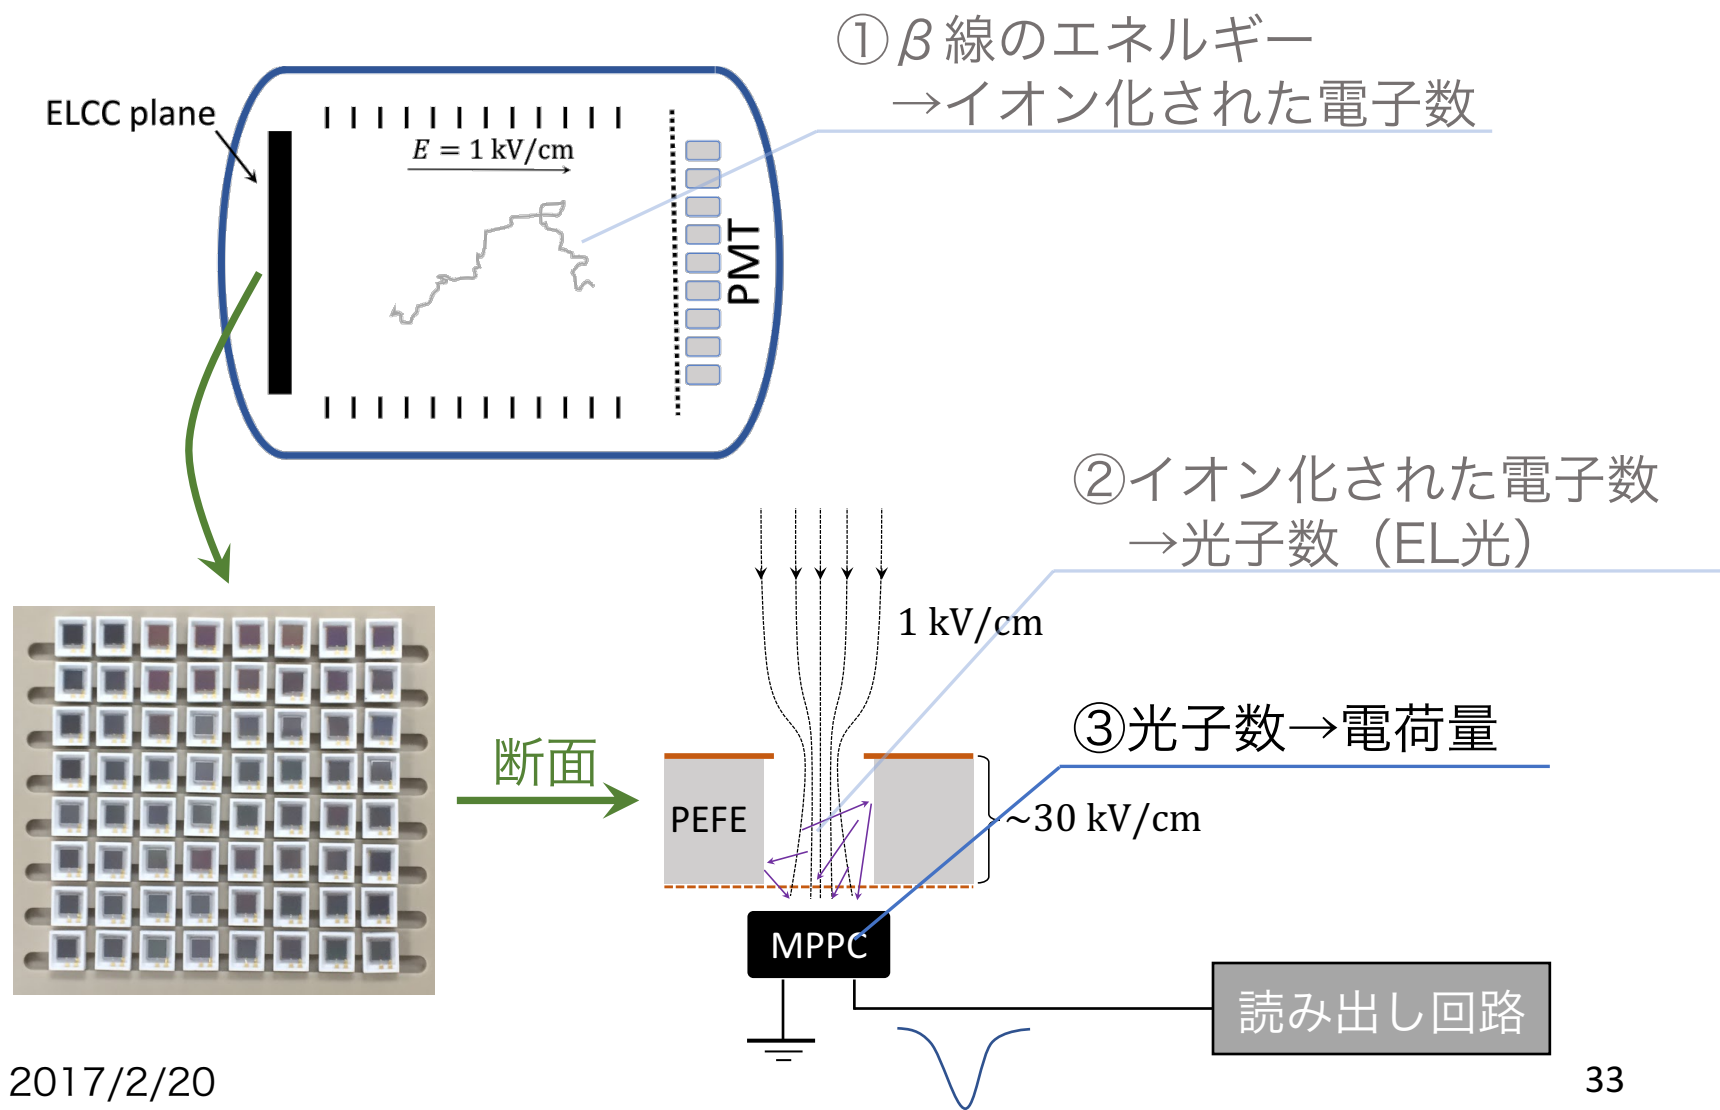 ①β線のエネルギー
→イオン化された電子数
ELCC plane
E = 1 kV/cm
PMT
②イオン化された電子数
→光子数（EL光）
1 kV/cm
③光子数→電荷量
断面
PEFE
~30 kV/cm
MPPC
読み出し回路
2017/2/20
33